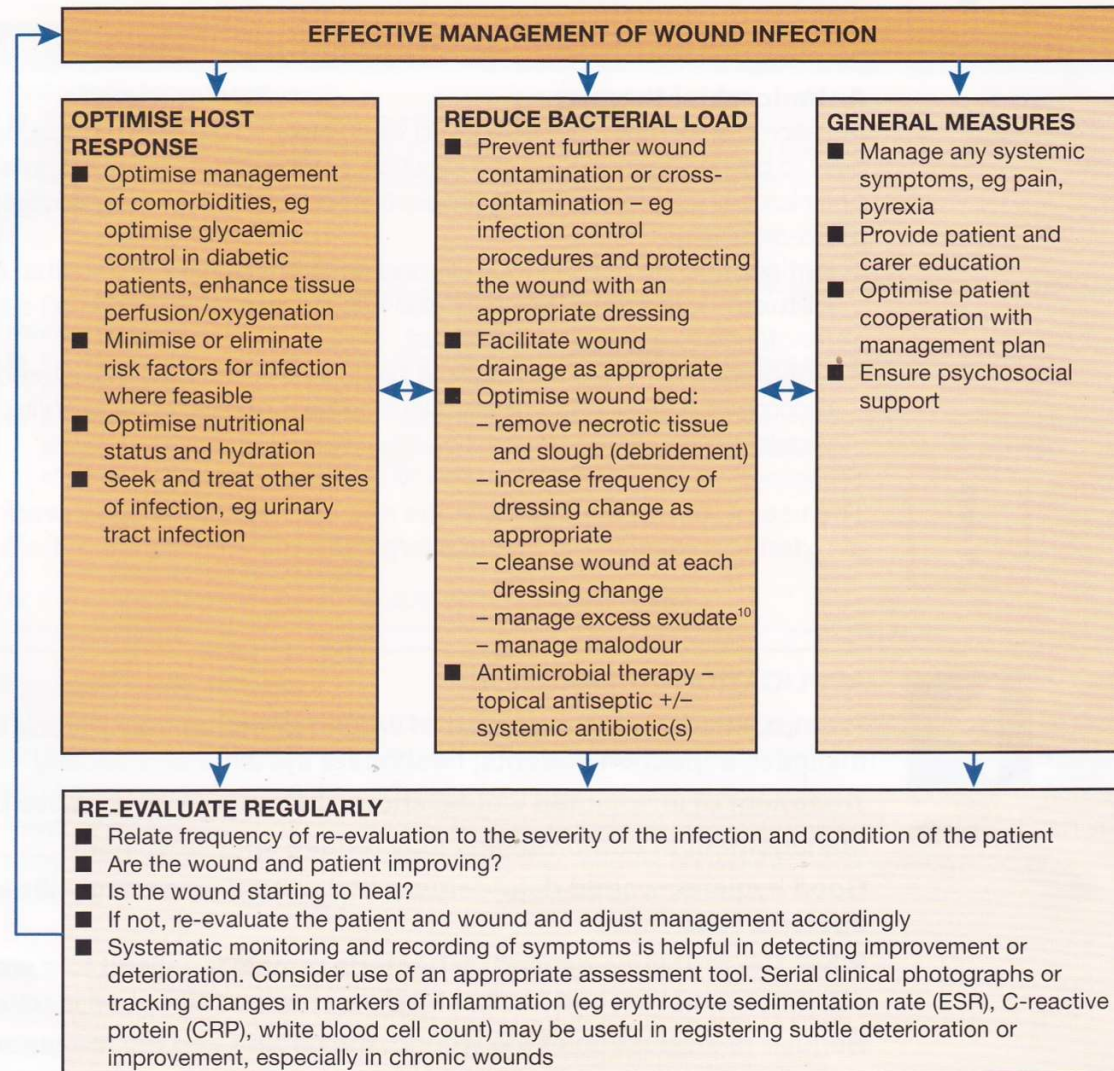 EFFECTIVE MANAGEMENT OF WOUND INFECTION
OPTIMISE HOST
RESPONSE
■ Optimise management
of comorbidities, eg
optimise glycaemic
control in diabetic
patients, enhance tissue
perfusion/oxygenation
■ Minimise or eliminate
risk factors for infection
where feasible
■ Optimise nutritional
status and hydration
■ Seek and treat other sites
of infection, eg urinary
tract infection
REDUCE BACTERIAL LOAD
■ Prevent further wound
contamination or cross-
contamination – eg
infection control
procedures and protecting
the wound with an
appropriate dressing
■ Facilitate wound
drainage as appropriate
■ Optimise wound bed:
– remove necrotic tissue
and slough (debridement)
– increase frequency of
dressing change as
appropriate
– cleanse wound at each
dressing change
– manage excess exudate¹⁰
– manage malodour
■ Antimicrobial therapy –
topical antiseptic +/–
systemic antibiotic(s)
GENERAL MEASURES
■ Manage any systemic
symptoms, eg pain,
pyrexia
■ Provide patient and
carer education
■ Optimise patient
cooperation with
management plan
■ Ensure psychosocial
support
RE-EVALUATE REGULARLY
■ Relate frequency of re-evaluation to the severity of the infection and condition of the patient
■ Are the wound and patient improving?
■ Is the wound starting to heal?
■ If not, re-evaluate the patient and wound and adjust management accordingly
■ Systematic monitoring and recording of symptoms is helpful in detecting improvement or
deterioration. Consider use of an appropriate assessment tool. Serial clinical photographs or
tracking changes in markers of inflammation (eg erythrocyte sedimentation rate (ESR), C-reactive
protein (CRP), white blood cell count) may be useful in registering subtle deterioration or
improvement, especially in chronic wounds